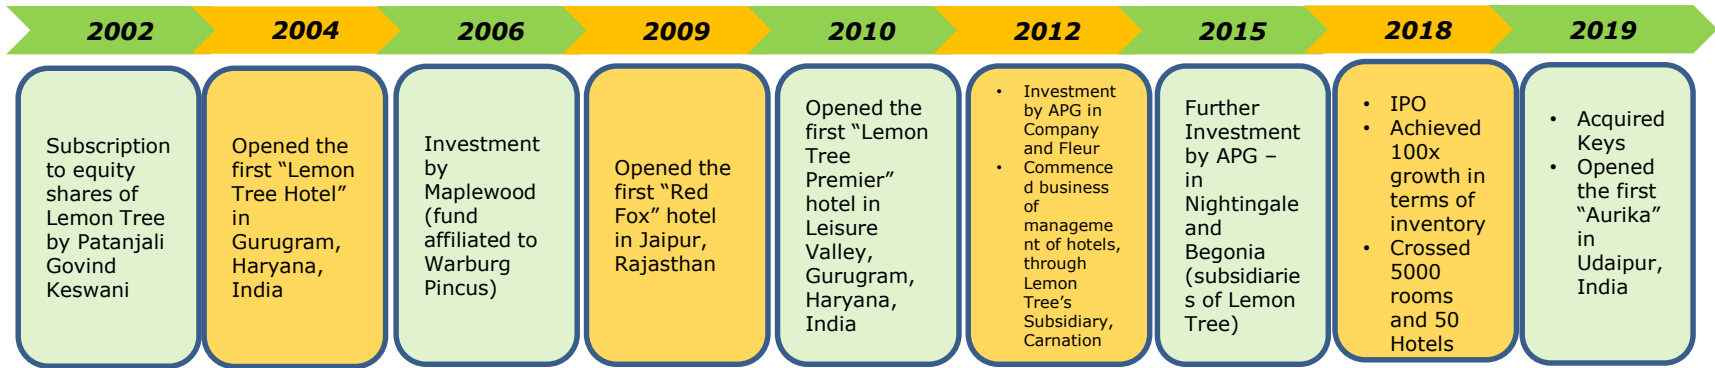 2002
2004
2006
2009
2010
2012
2015
2018
2019
Subscription
to equity
shares of
Lemon Tree
by Patanjali
Govind
Keswani
Opened the
first “Lemon
Tree Hotel”
in
Gurugram,
Haryana,
India
Investment
by
Maplewood
(fund
affiliated to
Warburg
Pincus)
Opened the
first “Red
Fox” hotel
in Jaipur,
Rajasthan
Opened the
first “Lemon
Tree
Premier”
hotel in
Leisure
Valley,
Gurugram,
Haryana,
India
• Investment
by APG in
Company
and Fleur
• Commence
d business
of
manageme
nt of hotels,
through
Lemon
Tree’s
Subsidiary,
Carnation
Further
Investment
by APG –
in
Nightingale
and
Begonia
(subsidiarie
s of Lemon
Tree)
• IPO
• Achieved
100x
growth in
terms of
inventory
• Crossed
5000
rooms
and 50
Hotels
• Acquired
Keys
• Opened
the first
“Aurika”
in
Udaipur,
India